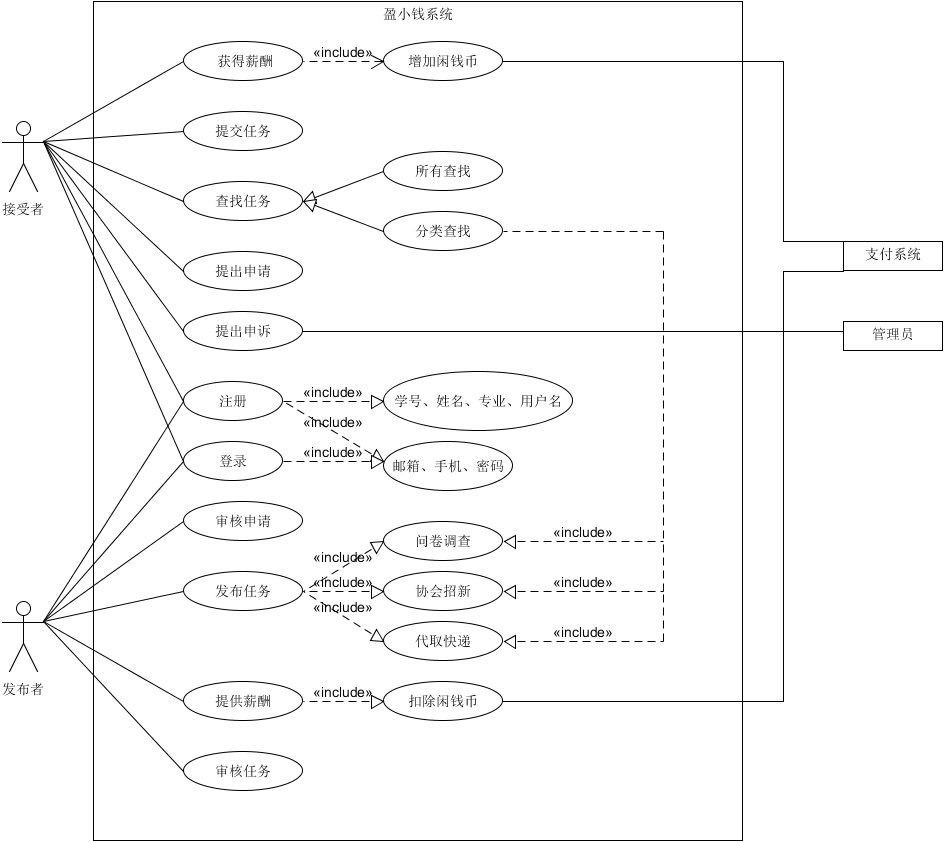 盈小钱系统
获得薪酬
«include»
增加闲钱币
提交任务
接受者
查找任务
所有查找
分类查找
提出申请
支付系统
提出申诉
管理员
注册
«include»
学号、姓名、专业、用户名
«include»
登录
«include»
邮箱、手机、密码
审核申请
问卷调查
«include»
«include»
发布任务
«include»
协会招新
«include»
«include»
代取快递
«include»
发布者
提供薪酬
«include»
扣除闲钱币
审核任务